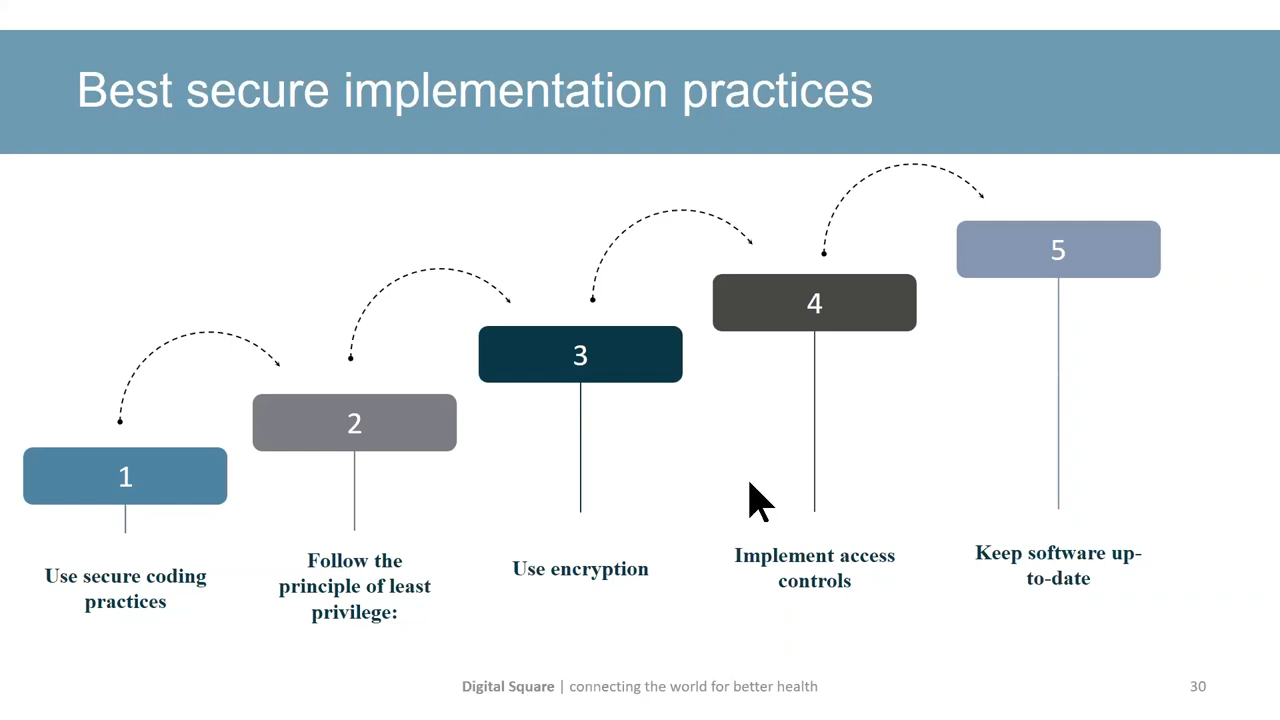 Best secure implementation practices
1
Use secure coding
practices
2
Follow the
principle of least
privilege:
3
Use encryption
4
Implement access
controls
5
Keep software up-
to-date
Digital Square | connecting the world for better health
30